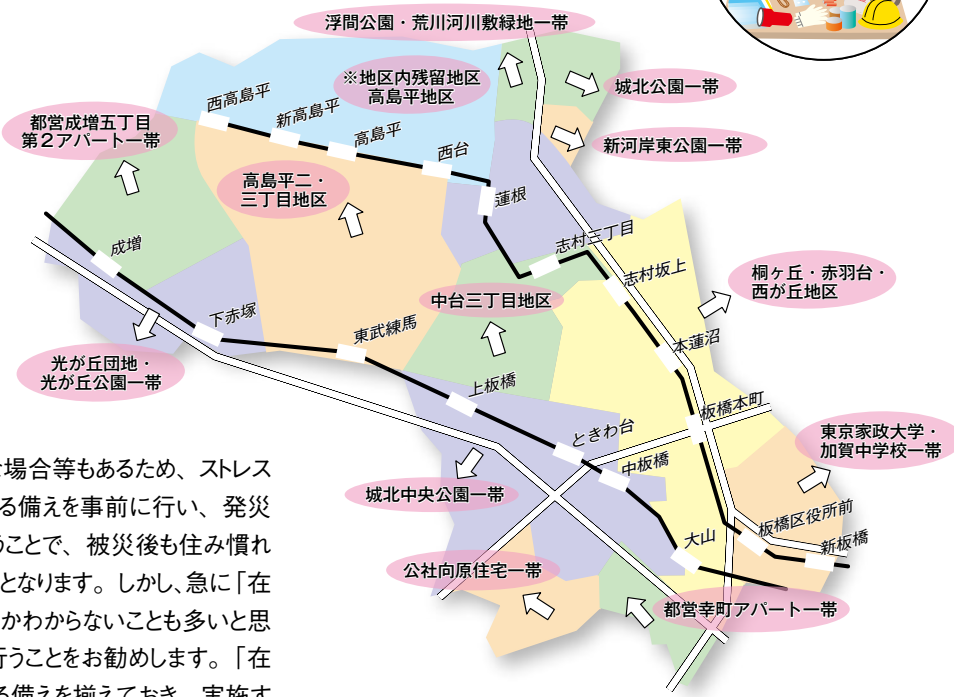 浮間公園・荒川河川敷緑地一帯
※地区内残留地区
高島平地区
城北公園一帯
西高島平
新高島平
高島平
西台
都営成増五丁目
第2アパート一帯
新河岸東公園一帯
高島平二・
三丁目地区
蓮根
志村三丁目
成増
志村坂上
桐ヶ丘・赤羽台・
西が丘地区
中台三丁目地区
下赤塚
東武練馬
本蓮沼
光が丘団地・
光が丘公園一帯
上板橋
板橋本町
ときわ台
東京家政大学・
加賀中学校一帯
中板橋
城北中央公園一帯
板橋区役所前
大山
新板橋
公社向原住宅一帯
都営幸町アパート一帯
場合等もあるため、ストレス
る備えを事前に行い、発災
うことで、被災後も住み慣れ
となります。しかし、急に「在
かわからないことも多いと思
行うことをお勧めします。「在
る備えを揃えておき、実施す